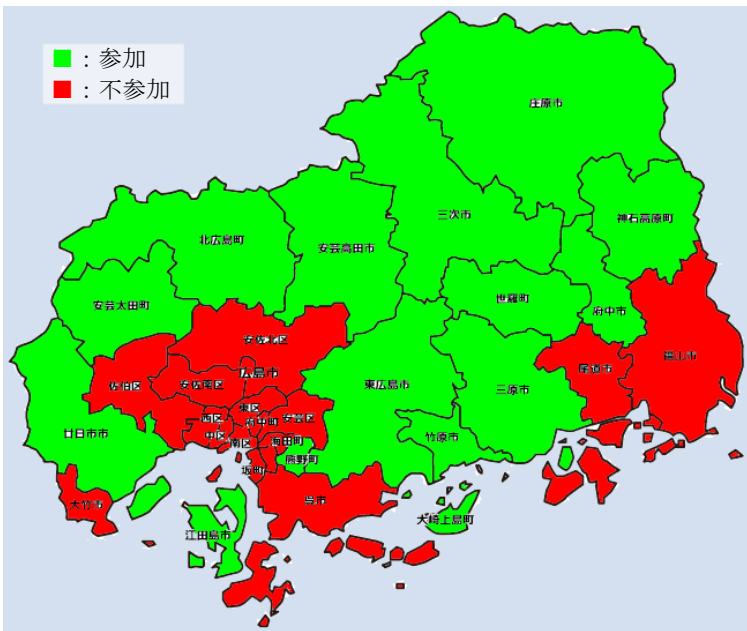 ■：参加
■：不参加
庄原市
三次市
神石高原町
北広島町
安芸高田市
安芸太田町
世羅町
府中市
安佐北区
福山市
尾道市
広島市
佐伯区
安佐南区
東広島市
三原市
東区
西区
府中町
安芸区
廿日市市
中区
南区
海田町
竹原市
熊野町
坂町
大竹市
呉市
大崎上島町
江田島市